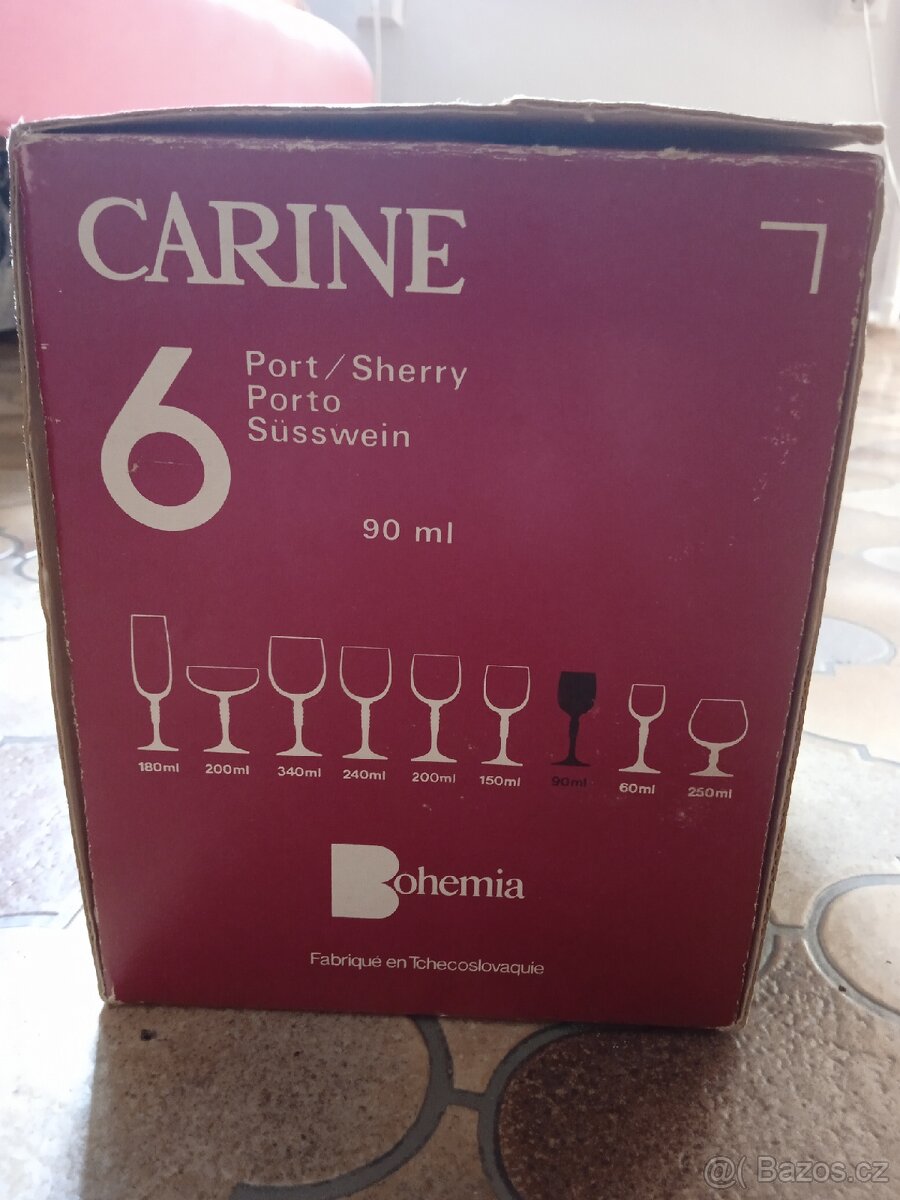 CARINE
6
Port/Sherry
Porto
Süsswein
90 ml
180ml 200ml 340ml 240ml 200ml 150ml 90ml 60ml 250ml
Bohemia
Fabriqué en Tchecoslovaquie
@( Bazos.cz